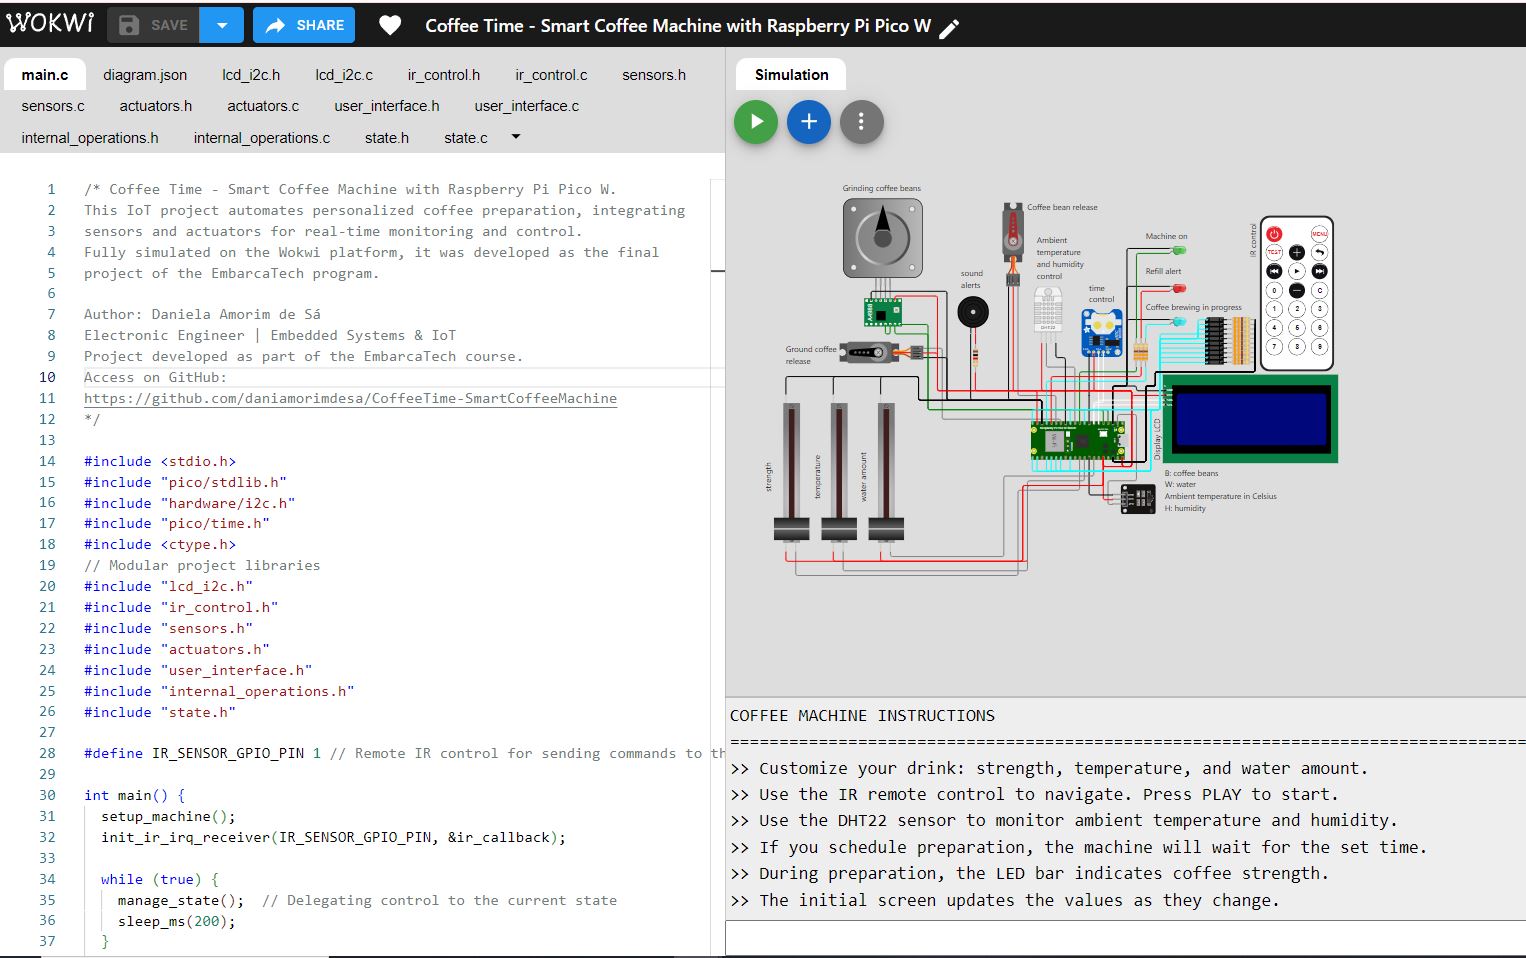 WOKWI SAVE SHARE Coffee Time - Smart Coffee Machine with Raspberry Pi Pico W
main.c diagram.json lcd_i2c.h lcd_i2c.c ir_control.h ir_control.c sensors.h
sensors.c actuators.h actuators.c user_interface.h user_interface.c
internal_operations.h internal_operations.c state.h state.c
1 /* Coffee Time - Smart Coffee Machine with Raspberry Pi Pico W.
2 This IoT project automates personalized coffee preparation, integrating
3 sensors and actuators for real-time monitoring and control.
4 Fully simulated on the Wokwi platform, it was developed as the final
5 project of the EmbarcaTech program.
6
7 Author: Daniela Amorim de Sá
8 Electronic Engineer | Embedded Systems & IoT
9 Project developed as part of the EmbarcaTech course.
10 Access on GitHub:
11 https://github.com/daniamorimdesa/CoffeeTime-SmartCoffeeMachine
12 */
13
14 #include <stdio.h>
15 #include "pico/stdlib.h"
16 #include "hardware/i2c.h"
17 #include "pico/time.h"
18 #include <ctype.h>
19 // Modular project libraries
20 #include "lcd_i2c.h"
21 #include "ir_control.h"
22 #include "sensors.h"
23 #include "actuators.h"
24 #include "user_interface.h"
25 #include "internal_operations.h"
26 #include "state.h"
27
28 #define IR_SENSOR_GPIO_PIN 1 // Remote IR control for sending commands to th
29
30 int main() {
31 setup_machine();
32 init_ir_irq_receiver(IR_SENSOR_GPIO_PIN, &ir_callback);
33
34 while (true) {
35 manage_state(); // Delegating control to the current state
36 sleep_ms(200);
37 }
Simulation
Grinding coffee beans
Coffee bean release
Ambient
temperature
and humidity
control
sound
alerts
time
control
Machine on
Refill alert
Coffee brewing in progress
IR control
MENU
TEST
0 C
1 2 3
4 5 6
7 8 9
A4988
DHT22
Ground coffee
release
strength
temperature
water amount
Display LCD
B: coffee beans
W: water
Ambient temperature in Celsius
H: humidity
COFFEE MACHINE INSTRUCTIONS
================================================================================
>> Customize your drink: strength, temperature, and water amount.
>> Use the IR remote control to navigate. Press PLAY to start.
>> Use the DHT22 sensor to monitor ambient temperature and humidity.
>> If you schedule preparation, the machine will wait for the set time.
>> During preparation, the LED bar indicates coffee strength.
>> The initial screen updates the values as they change.